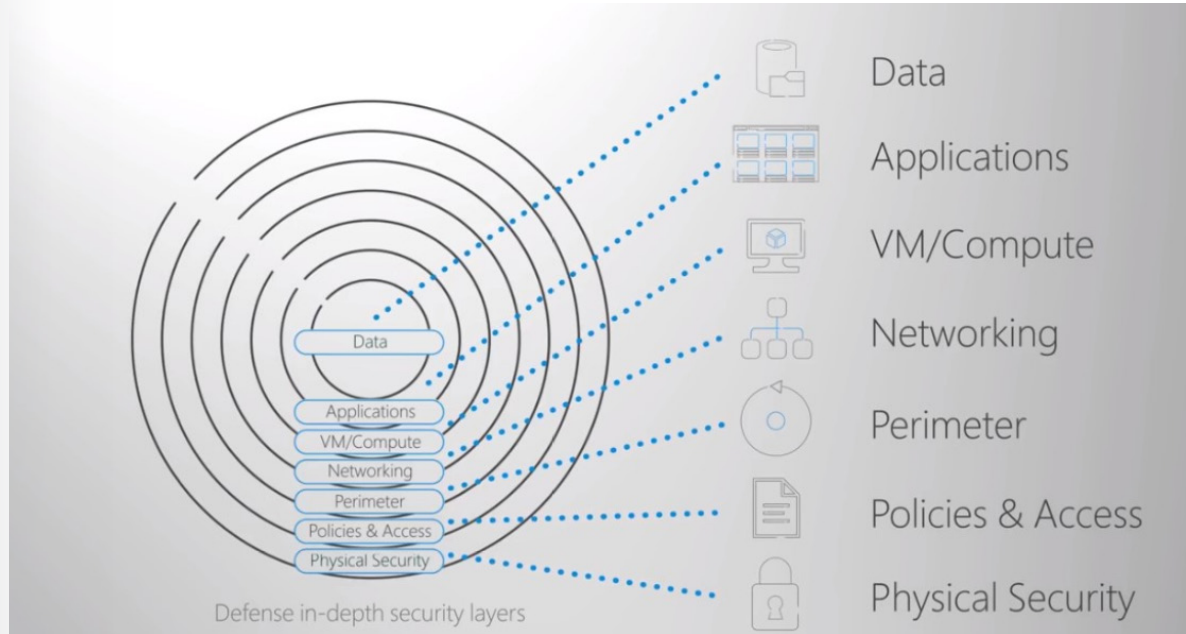 Data
Applications
VM/Compute
Networking
Perimeter
Policies & Access
Physical Security
Defense in-depth security layers
Data
Applications
VM/Compute
Networking
Perimeter
Policies & Access
Physical Security